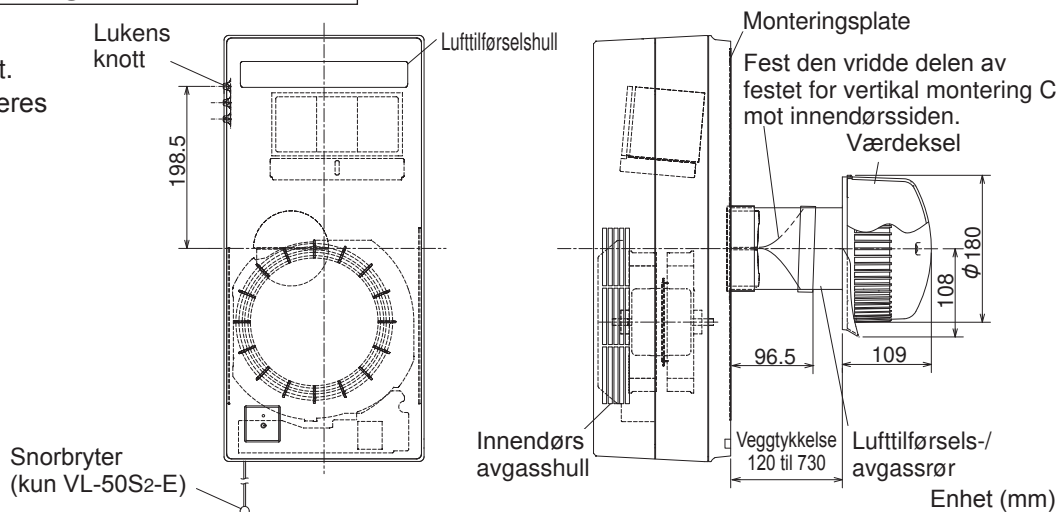 t.
eres
Lukens
knott
Lufttilførselshull
198.5
Snorbryter
(kun VL-50S2-E)
Monteringsplate
Fest den vridde delen av
festet for vertikal montering C
mot innendørssiden.
Værdeksel
ϕ180
108
96.5
109
Innendørs
avgasshull
Veggtykkelse
120 til 730
Lufttilførsels-/
avgassrør
Enhet (mm)